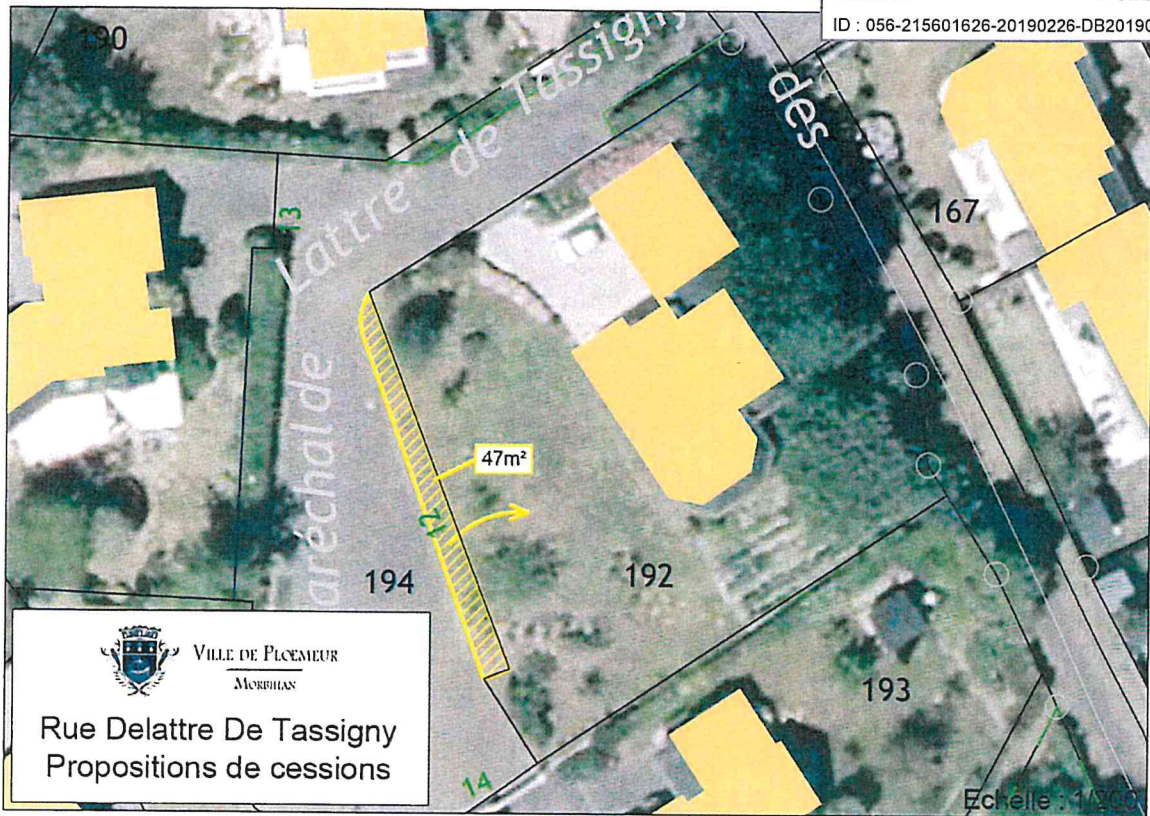 ID : 056-215601626-20190226-DB2019
190
de Tassigny
des
167
13
Lattre
aréchal de
47m²
12
194
192
193
14
VILLE DE PLOEMEUR
MORBIHAN
Rue Delattre De Tassigny
Propositions de cessions
Echelle : 1/200